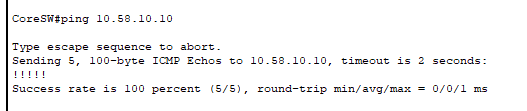 CoreSW#ping 10.58.10.10
Type escape sequence to abort.
Sending 5, 100-byte ICMP Echos to 10.58.10.10, timeout is 2 seconds:
!!!!!
Success rate is 100 percent (5/5), round-trip min/avg/max = 0/0/1 ms